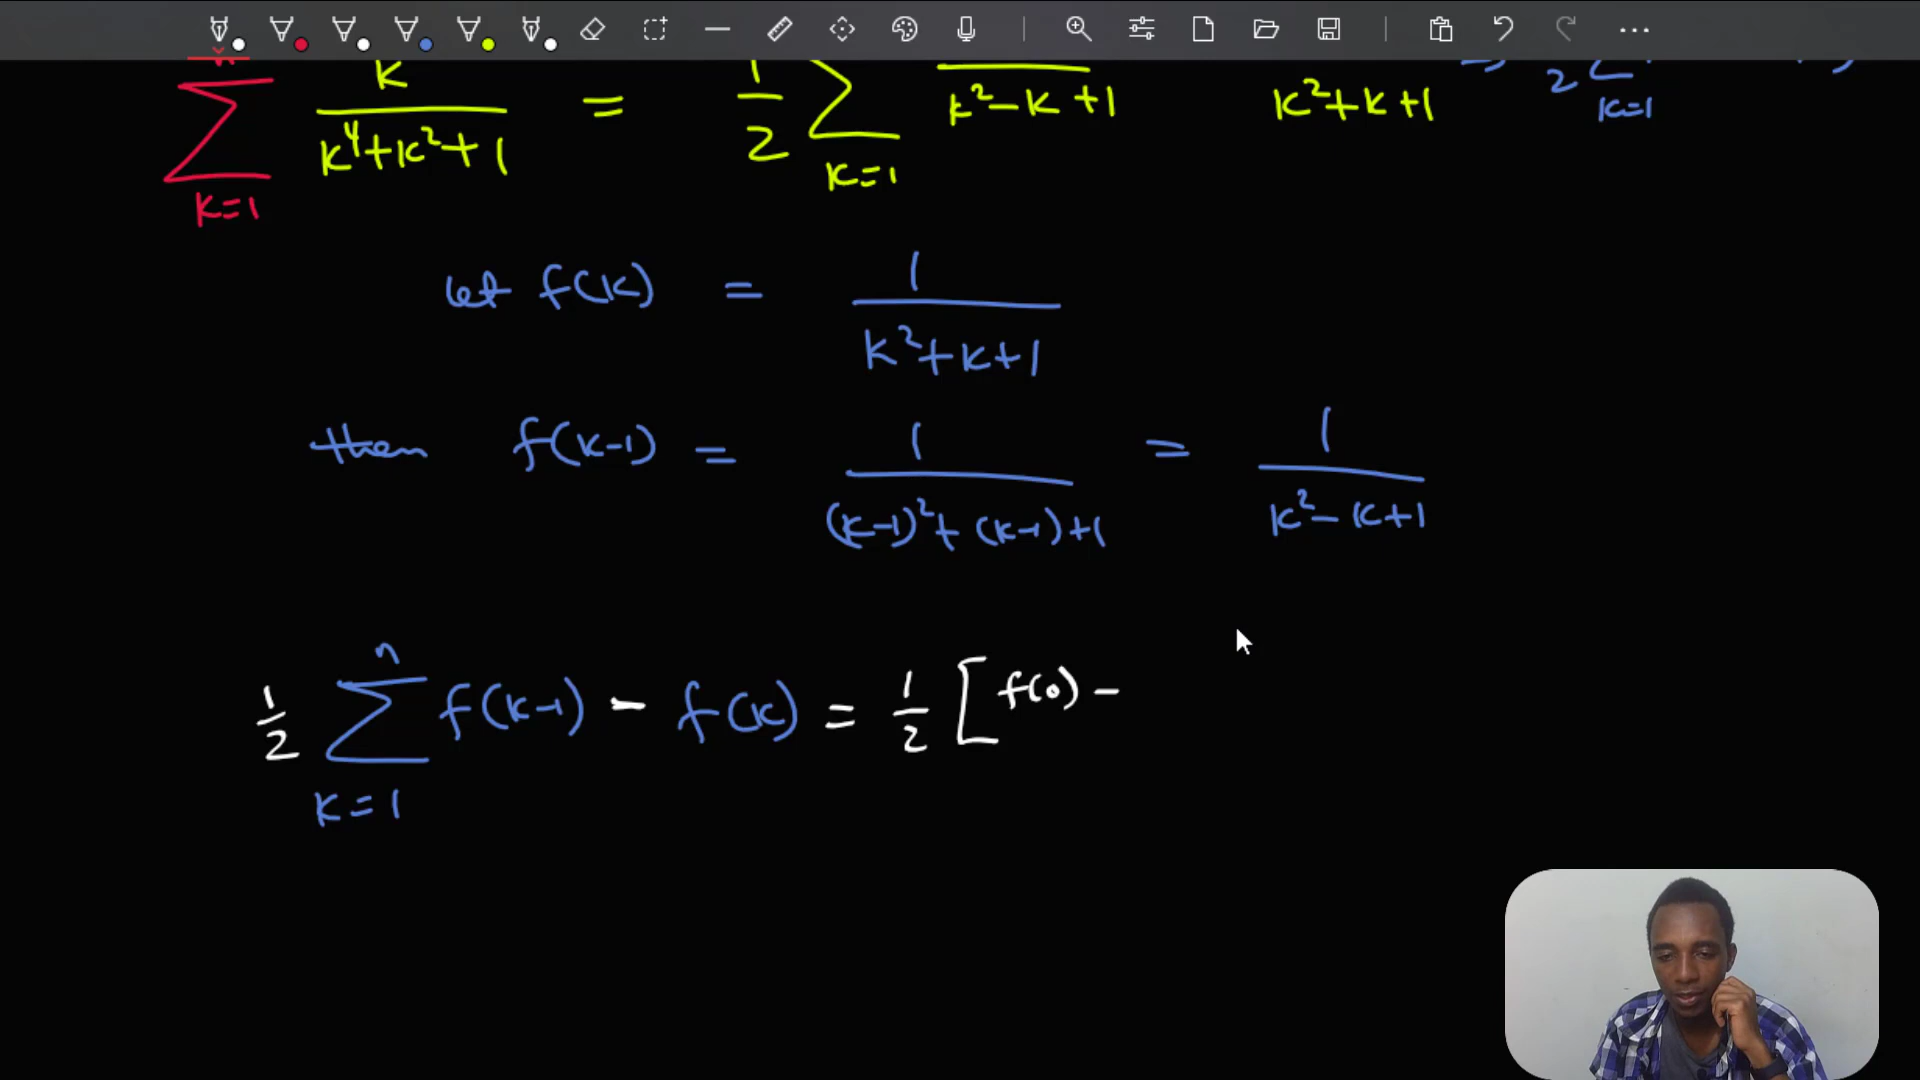 ∑ k=1 k/(k⁴+k²+1) = 1/2 ∑ k=1 k²-k+1 k²+k+1 2 ∑ k=1
let f(k) = 1/(k²+k+1)
then f(k-1) = 1/((k-1)²+(k-1)+1) = 1/(k²-k+1)
1/2 ∑ n k=1 f(k-1) - f(k) = 1/2 [f(0) -